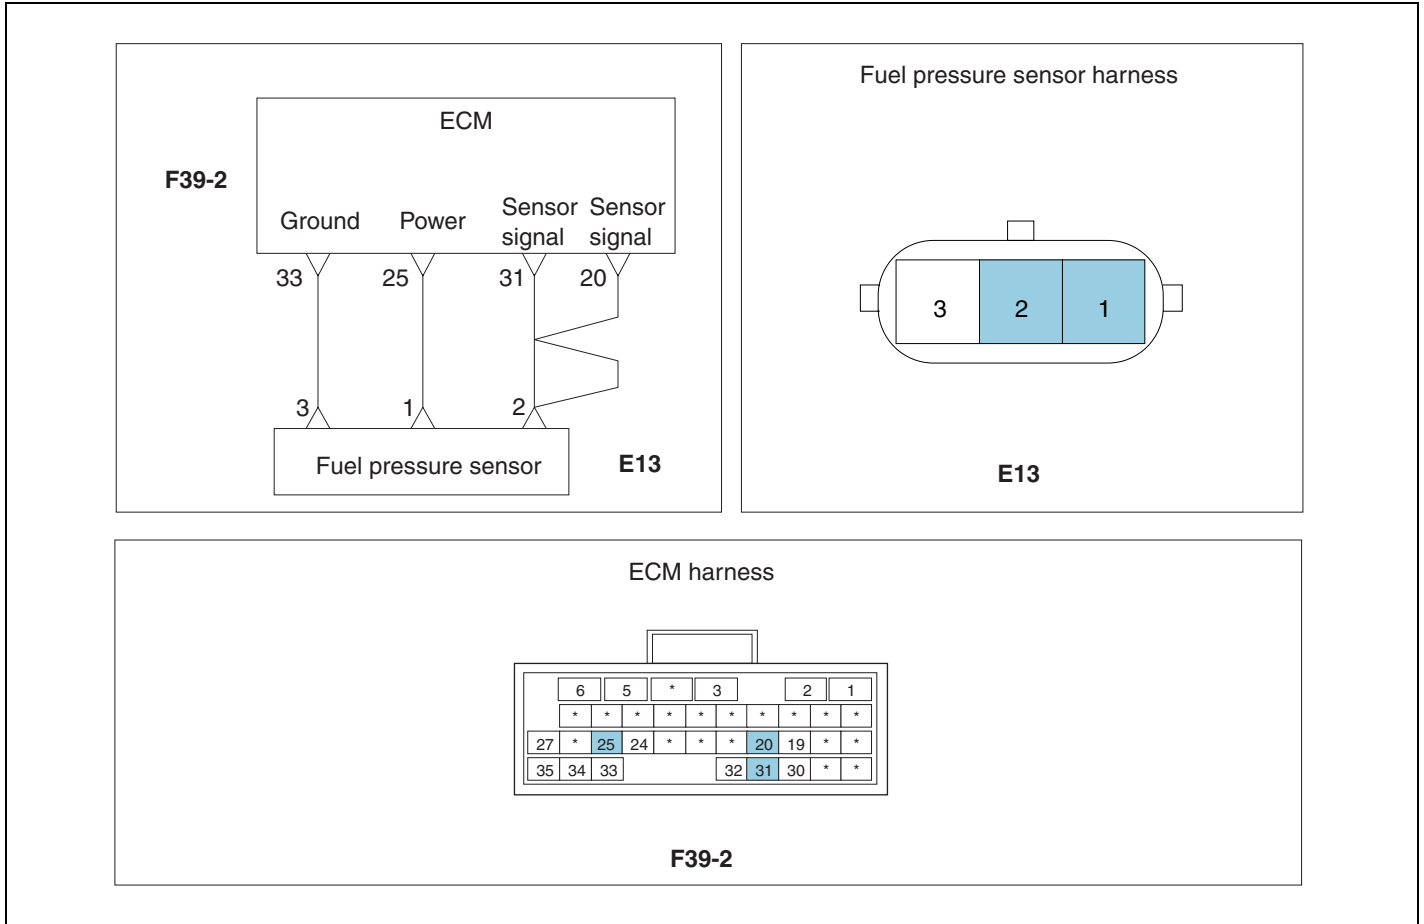 ECM
F39-2
Ground Power Sensor signal Sensor signal
33 25 31 20
3 1 2
Fuel pressure sensor
E13
Fuel pressure sensor harness
3 2 1
E13
ECM harness
6 5 * 3 2 1
* * * * * * * * * *
27 * 25 24 * * * 20 19 * *
35 34 33 32 31 30 * *
F39-2